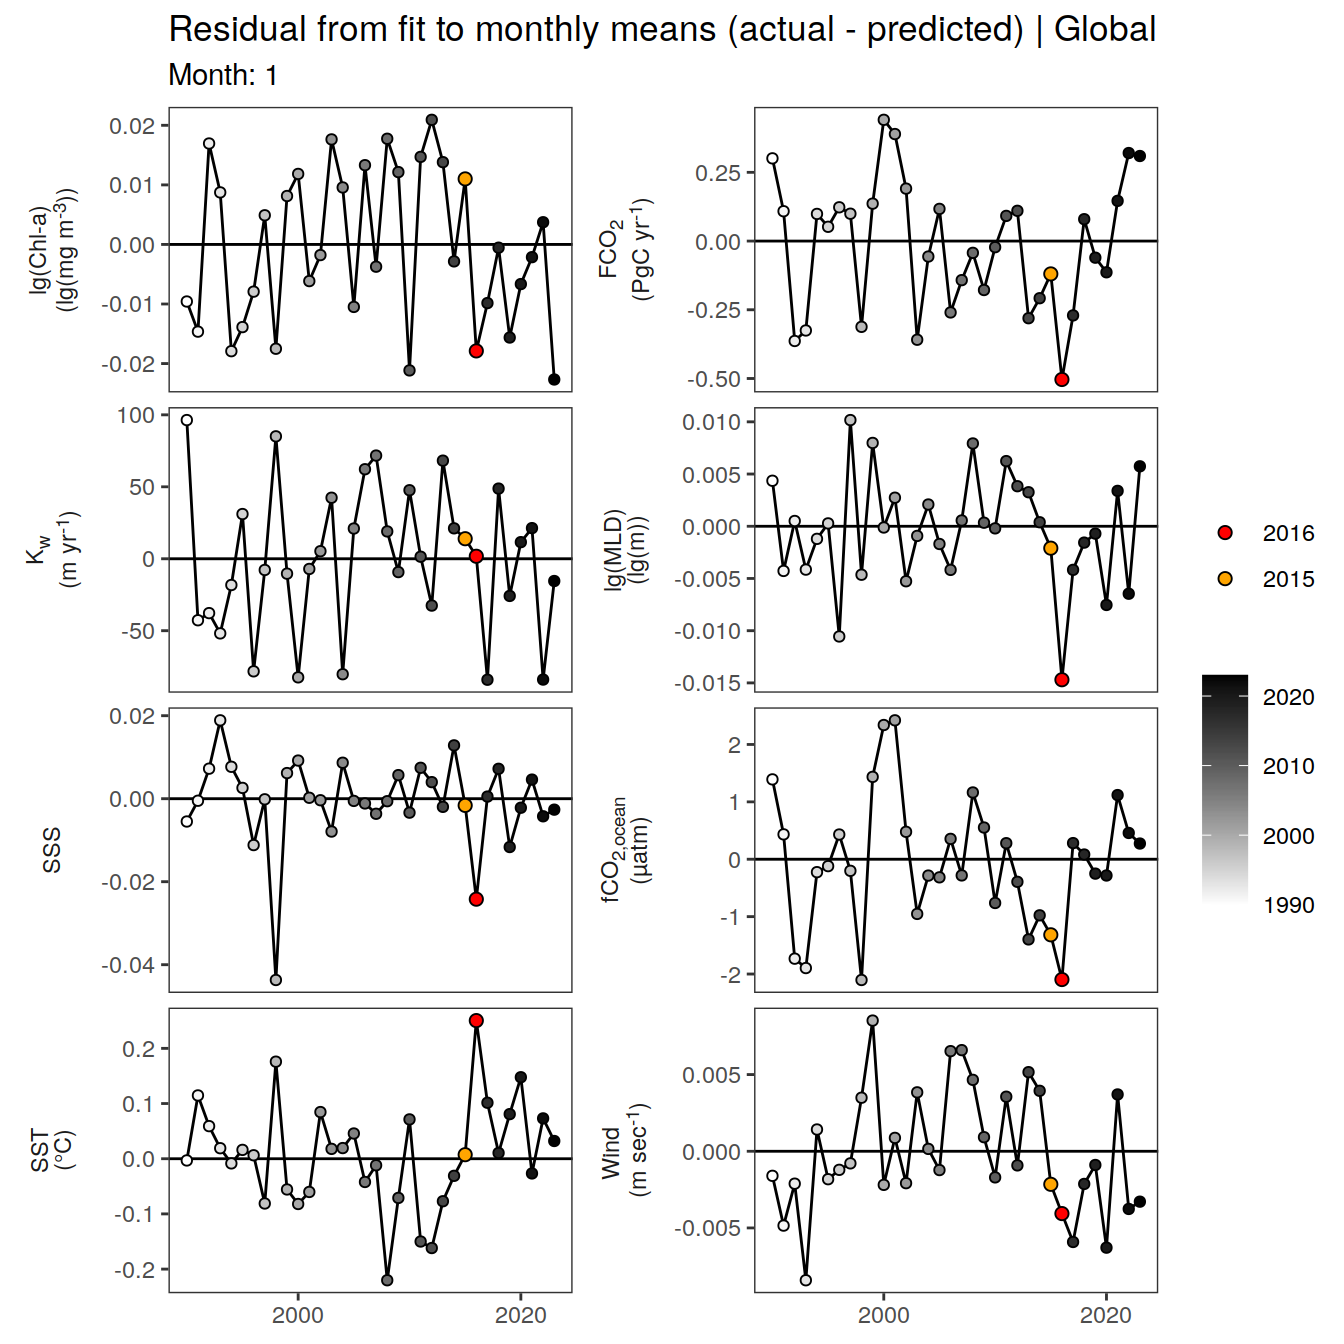 Residual from fit to monthly means (actual - predicted) | Global
Month: 1
lg(Chl-a)
(lg(mg m⁻³))
0.02
0.01
0.00
-0.01
-0.02
FCO₂
(PgC yr⁻¹)
0.25
0.00
-0.25
-0.50
Kw
(m yr⁻¹)
100
50
0
-50
lg(MLD)
(lg(m))
0.010
0.005
0.000
-0.005
-0.010
-0.015
SSS
0.02
0.00
-0.02
-0.04
fCO2,ocean
(µatm)
2
1
0
-1
-2
SST
(°C)
0.2
0.1
0.0
-0.1
-0.2
2000
2020
WInd
(m sec⁻¹)
0.005
0.000
-0.005
2000
2020
2016
2015
2020
2010
2000
1990